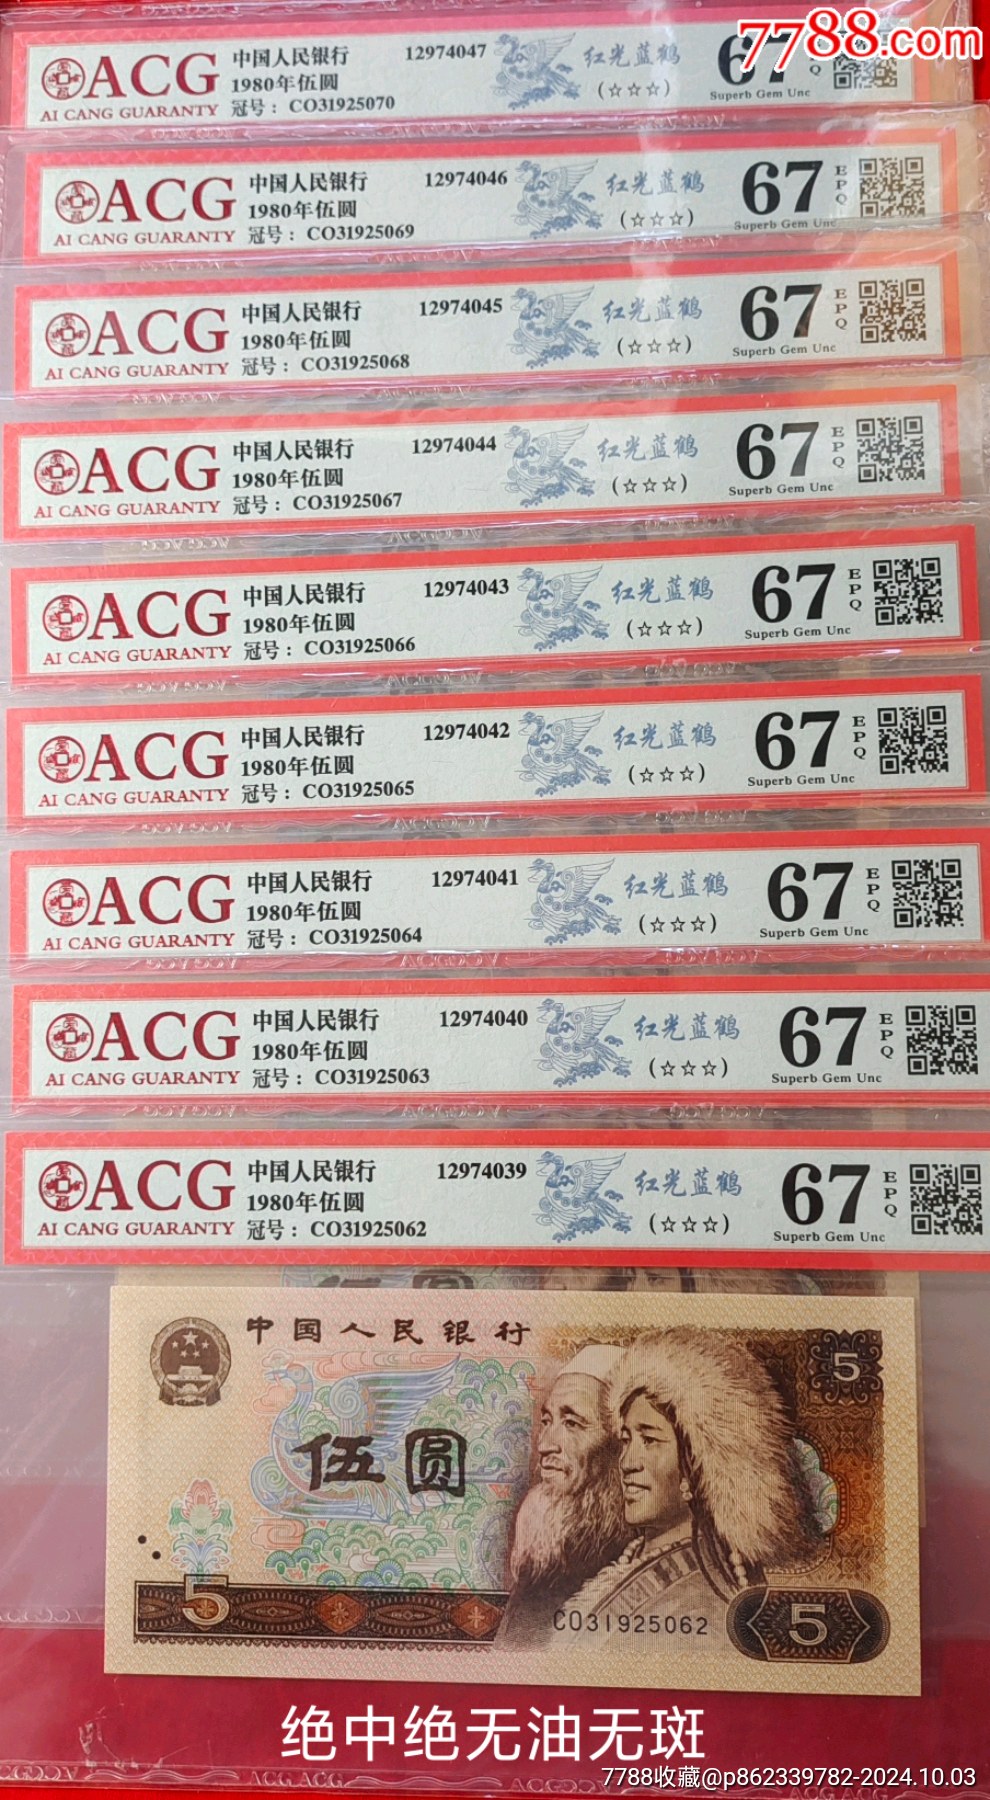 7788.com
ACG
AI CANG GUARANTY
中国人民银行 12974047
1980年伍圆
冠号： CO31925070
红光蓝鹤
(☆☆☆)
67
Superb Gem Unc
ACG
AI CANG GUARANTY
中国人民银行 12974046
1980年伍圆
冠号： CO31925069
红光蓝鹤
(☆☆☆)
67 EPQ
Superb Gem Unc
ACG
AI CANG GUARANTY
中国人民银行 12974045
1980年伍圆
冠号： CO31925068
红光蓝鹤
(☆☆☆)
67 EPQ
Superb Gem Unc
ACG
AI CANG GUARANTY
中国人民银行 12974044
1980年伍圆
冠号： CO31925067
红光蓝鹤
(☆☆☆)
67 EPQ
Superb Gem Unc
ACG
AI CANG GUARANTY
中国人民银行 12974043
1980年伍圆
冠号： CO31925066
红光蓝鹤
(☆☆☆)
67 EPQ
Superb Gem Unc
ACG
AI CANG GUARANTY
中国人民银行 12974042
1980年伍圆
冠号： CO31925065
红光蓝鹤
(☆☆☆)
67 EPQ
Superb Gem Unc
ACG
AI CANG GUARANTY
中国人民银行 12974041
1980年伍圆
冠号： CO31925064
红光蓝鹤
(☆☆☆)
67 EPQ
Superb Gem Unc
ACG
AI CANG GUARANTY
中国人民银行 12974040
1980年伍圆
冠号： CO31925063
红光蓝鹤
(☆☆☆)
67 EPQ
Superb Gem Unc
ACG
AI CANG GUARANTY
中国人民银行 12974039
1980年伍圆
冠号： CO31925062
红光蓝鹤
(☆☆☆)
67 EPQ
Superb Gem Unc
中国人民银行
5
伍圆
5
CO31925062
5
绝中绝无油无斑
7788收藏@p862339782-2024.10.03